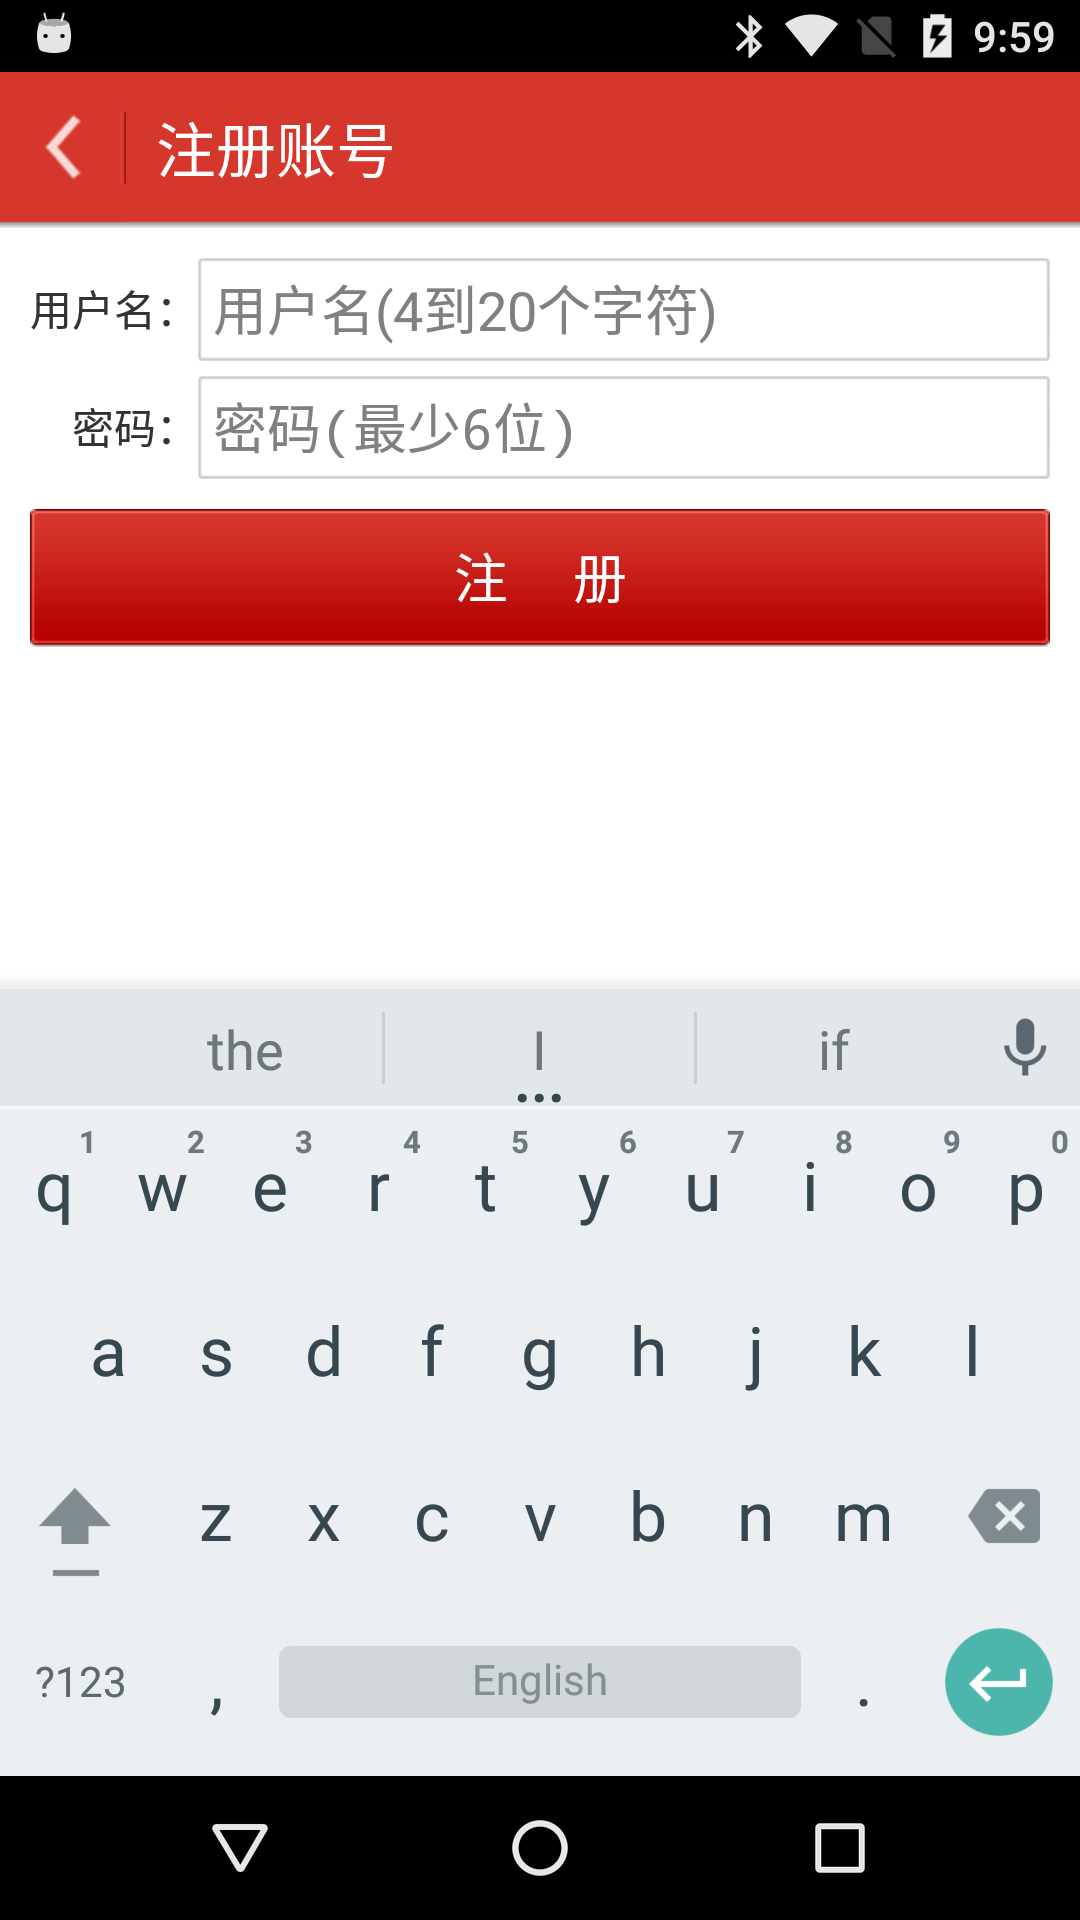 9:59
注册账号
用户名：
用户名(4到20个字符)
密码：
密码(最少6位)
注 册
the I if
1 2 3 4 5 6 7 8 9 0
q w e r t y u i o p
a s d f g h j k l
z x c v b n m
?123 , English .